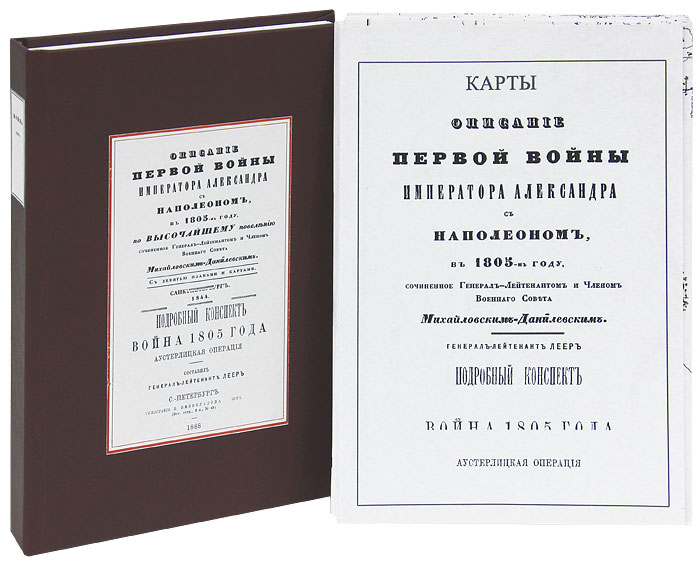 ВОЙНА
ОПИСАНІЕ
ПЕРВОЙ ВОЙНЫ
ИМПЕРАТОРА АЛЕКСАНДРА
СЪ
НАПОЛЕОНОМЪ,
ВЪ 1805-мъ ГОДУ,
по ВЫСОЧАЙШЕМУ повелѣнію
сочиненное Генералъ-Лейтенантомъ и Членомъ
Военнаго Совѣта
Михайловскимъ-Данилевскимъ.
Съ девятью планами и картами.
САНКТПЕТЕРБУРГЪ.
1844.
ПОДРОБНЫЙ КОНСПЕКТЪ
ВОЙНА 1805 ГОДА
АУСТЕРЛИЦКАЯ ОПЕРАЦІЯ
СОСТАВИЛЪ
ГЕНЕРАЛЪ-ЛЕЙТЕНАНТЪ ЛЕЕРЪ
С.-ПЕТЕРБУРГЪ
1888
КАРТЫ
ОПИСАНІЕ
ПЕРВОЙ ВОЙНЫ
ИМПЕРАТОРА АЛЕКСАНДРА
СЪ
НАПОЛЕОНОМЪ,
ВЪ 1805-мъ ГОДУ,
сочиненное Генералъ-Лейтенантомъ и Членомъ
Военнаго Совѣта
Михайловскимъ-Данилевскимъ.
ГЕНЕРАЛЪ-ЛЕЙТЕНАНТЪ ЛЕЕРЪ
ПОДРОБНЫЙ КОНСПЕКТЪ
ВОЙНА 1805 ГОДА
АУСТЕРЛИЦКАЯ ОПЕРАЦІЯ